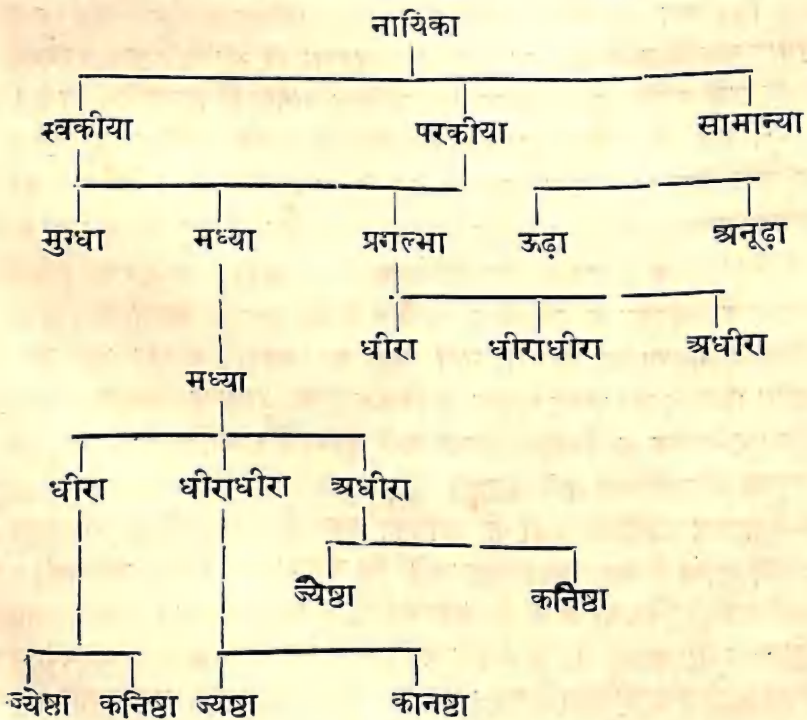 नायिका
स्वकीया परकीया सामान्या
मुग्धा मध्या प्रगल्भा ऊढ़ा अनूढ़ा
धीरा धीराधीरा अधीरा
मध्या
धीरा धीराधीरा अधीरा
ज्येष्ठा कनिष्ठा
ज्येष्ठा कनिष्ठा ज्यष्ठा कानष्ठा